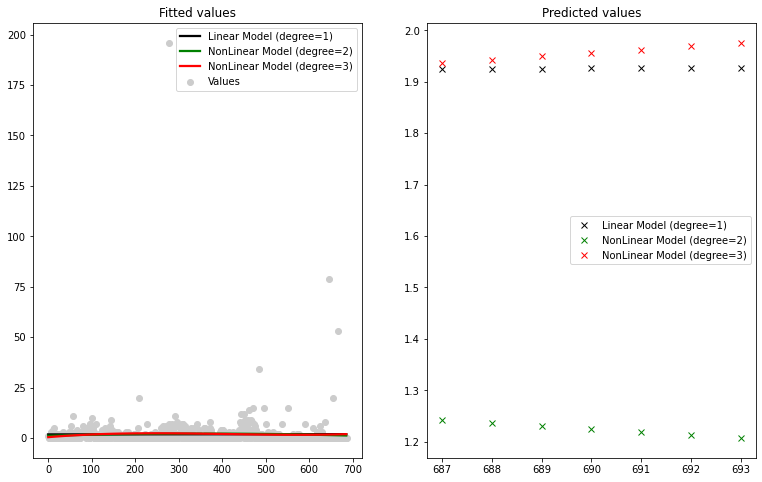 Fitted values
200
175
150
125
100
75
50
25
0
0 100 200 300 400 500 600 700
Linear Model (degree=1)
NonLinear Model (degree=2)
NonLinear Model (degree=3)
Values
Predicted values
2.0
1.9
1.8
1.7
1.6
1.5
1.4
1.3
1.2
687 688 689 690 691 692 693
Linear Model (degree=1)
NonLinear Model (degree=2)
NonLinear Model (degree=3)